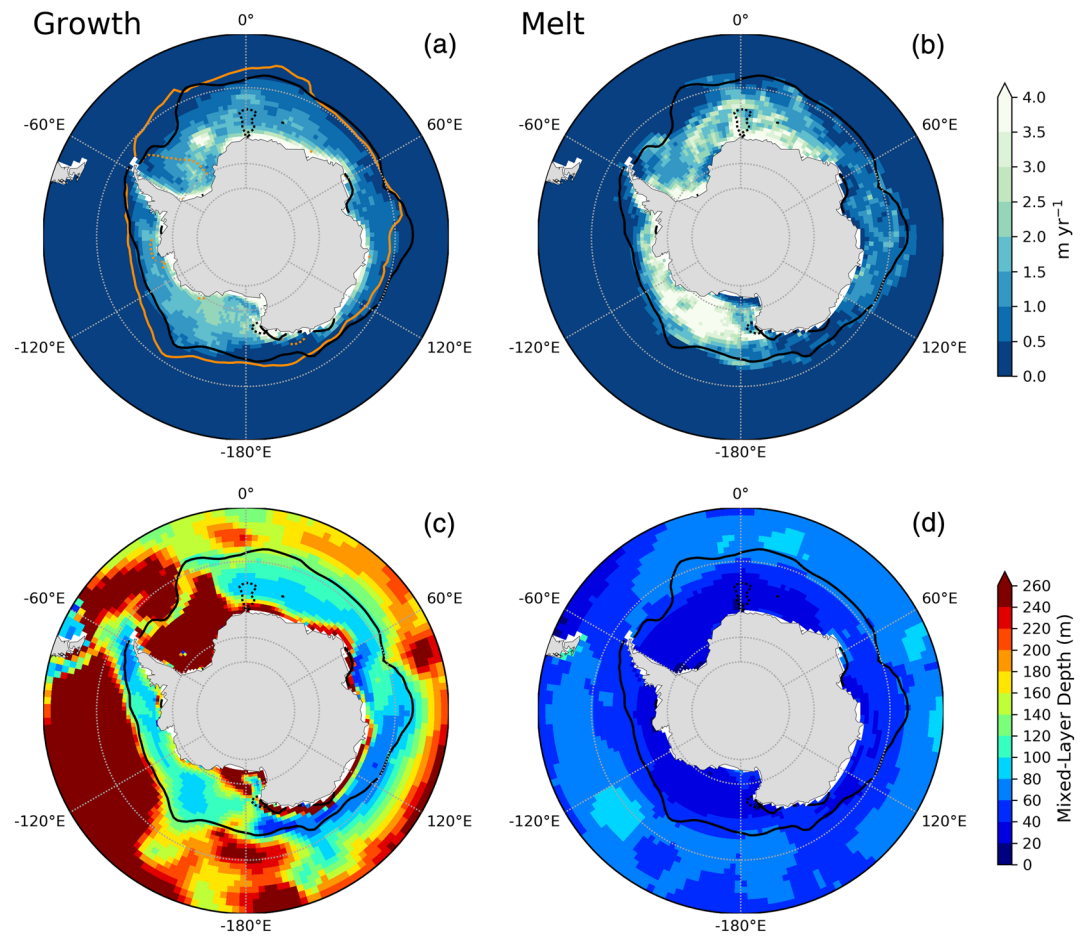 Growth
Melt
0°
(a)
0°
(b)
-60°E
60°E
-60°E
60°E
-120°E
120°E
-120°E
120°E
-180°E
-180°E
4.0
3.5
3.0
2.5
2.0
1.5
1.0
0.5
0.0
m yr⁻¹
0°
(c)
0°
(d)
-60°E
60°E
-60°E
60°E
-120°E
120°E
-120°E
120°E
-180°E
-180°E
260
240
220
200
180
160
140
120
100
80
60
40
20
0
Mixed-Layer Depth (m)